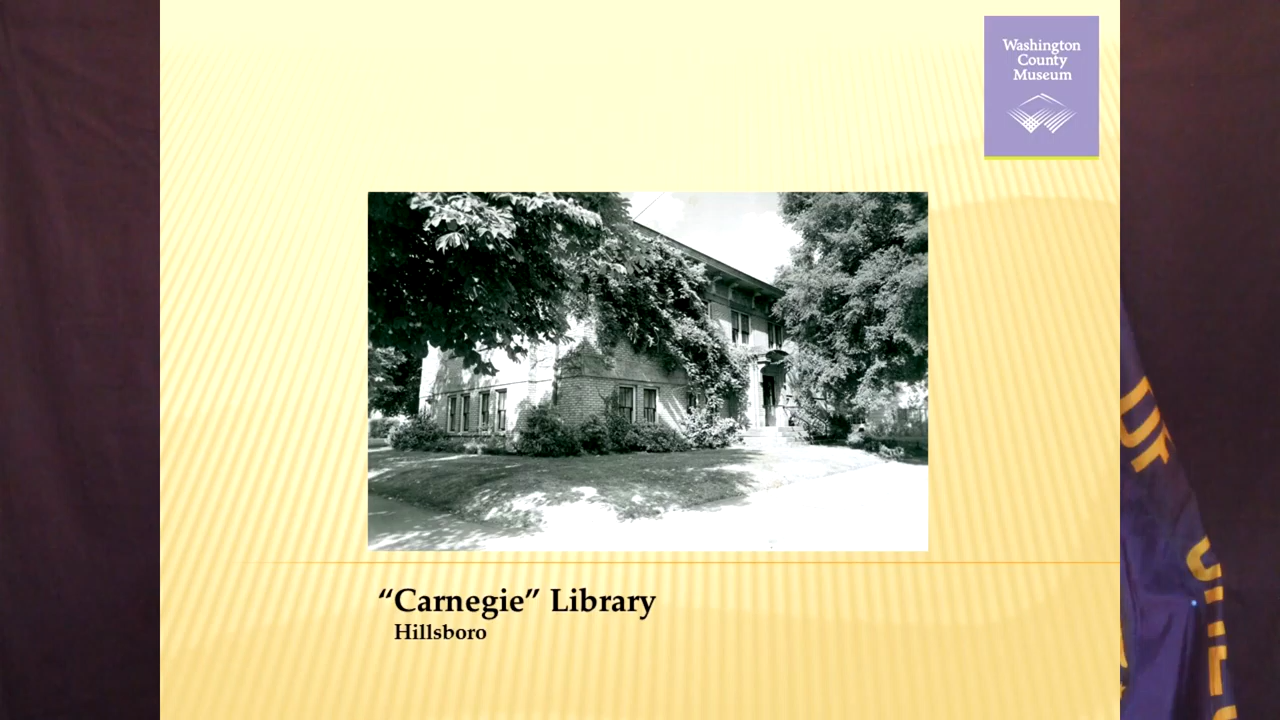 Washington
County
Museum
“Carnegie” Library
Hillsboro